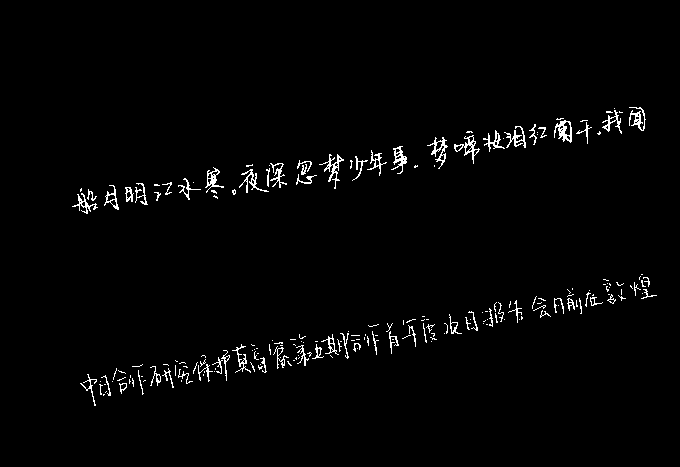 船月明江水寒。夜深忽梦少年事.梦啼妆泪红阑干.我闻
中日合作研究保护莫高窟第五期合作首年度项目报告会日前在敦煌